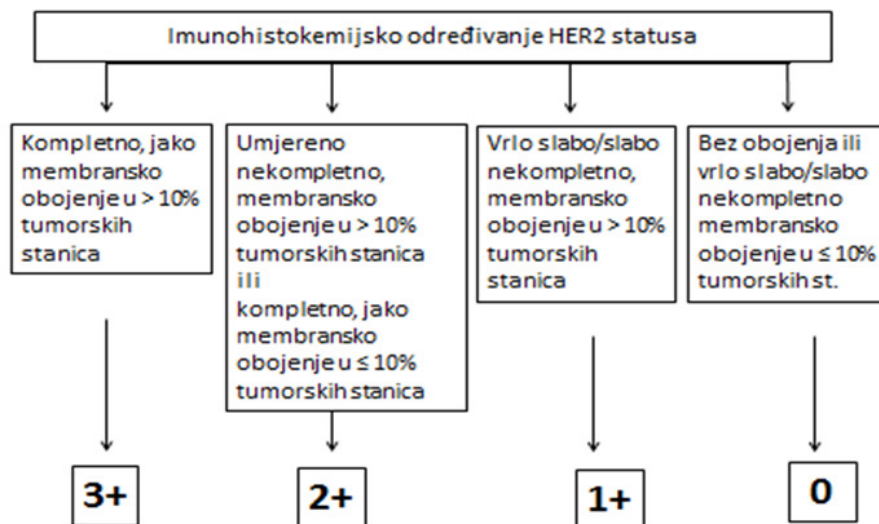 Imunohistokemijsko određivanje HER2 statusa
Kompletno, jako
membransko
obojenje u > 10%
tumorskih
stanica
Umjereno
nekompletno,
membransko
obojenje u > 10%
tumorskih stanica
ili
kompletno, jako
membransko
obojenje u ≤ 10%
tumorskih stanica
Vrlo slabo/slabo
nekompletno,
membransko
obojenje u > 10%
tumorskih
stanica
Bez obojenja ili
vrlo slabo/slabo
nekompletno
membransko
obojenje u ≤ 10%
tumorskih st.
3+
2+
1+
0